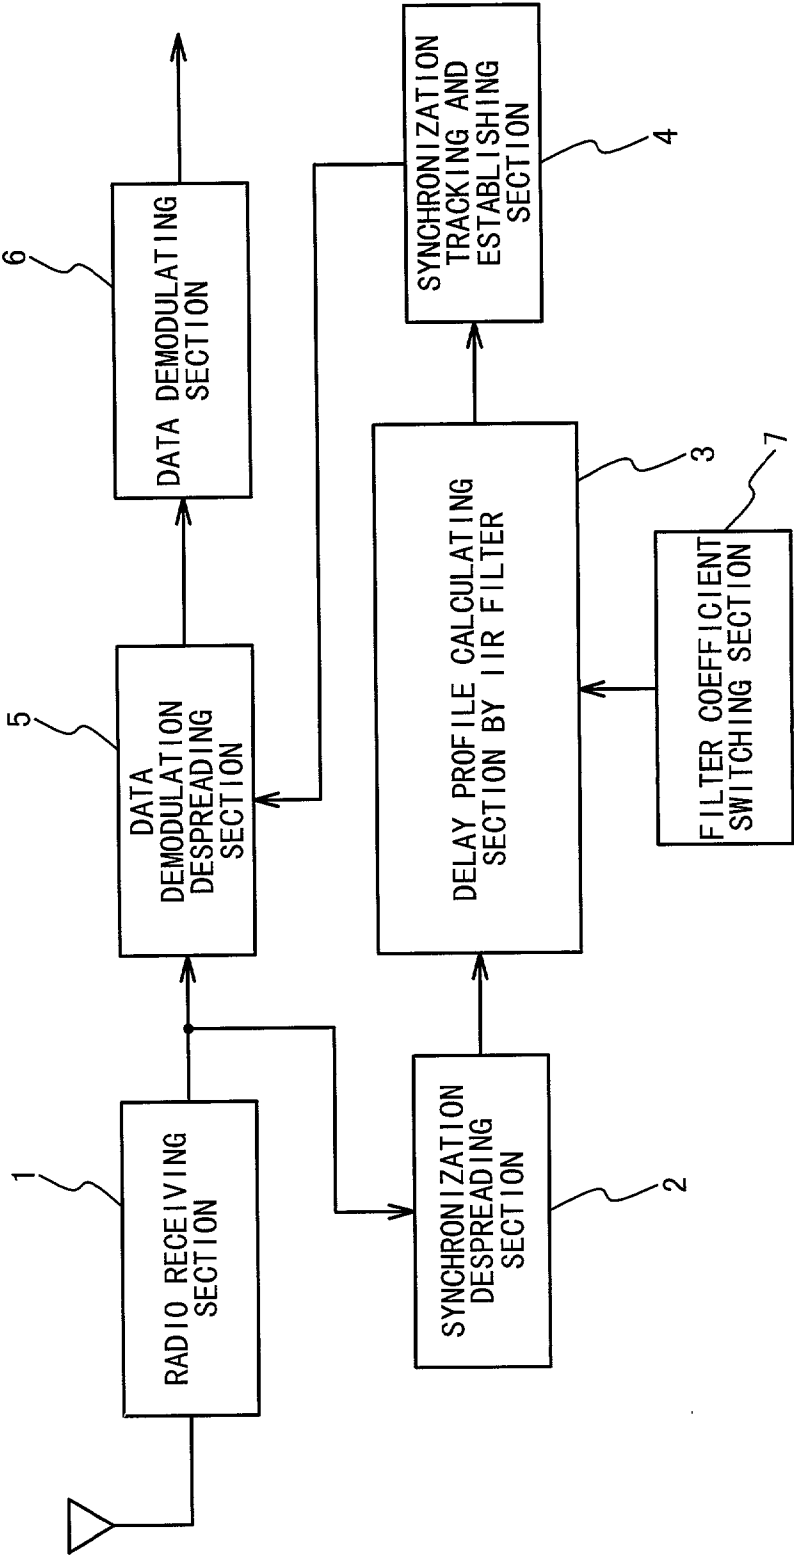 1
RADIO RECEIVING
SECTION
5
DATA
DEMODULATION
DESPREADING
SECTION
6
DATA DEMODULATING
SECTION
SYNCHRONIZATION
DESPREADING
SECTION
2
DELAY PROFILE CALCULATING
SECTION BY IIR FILTER
3
SYNCHRONIZATION
TRACKING AND
ESTABLISHING
SECTION
4
FILTER COEFFICIENT
SWITCHING SECTION
7